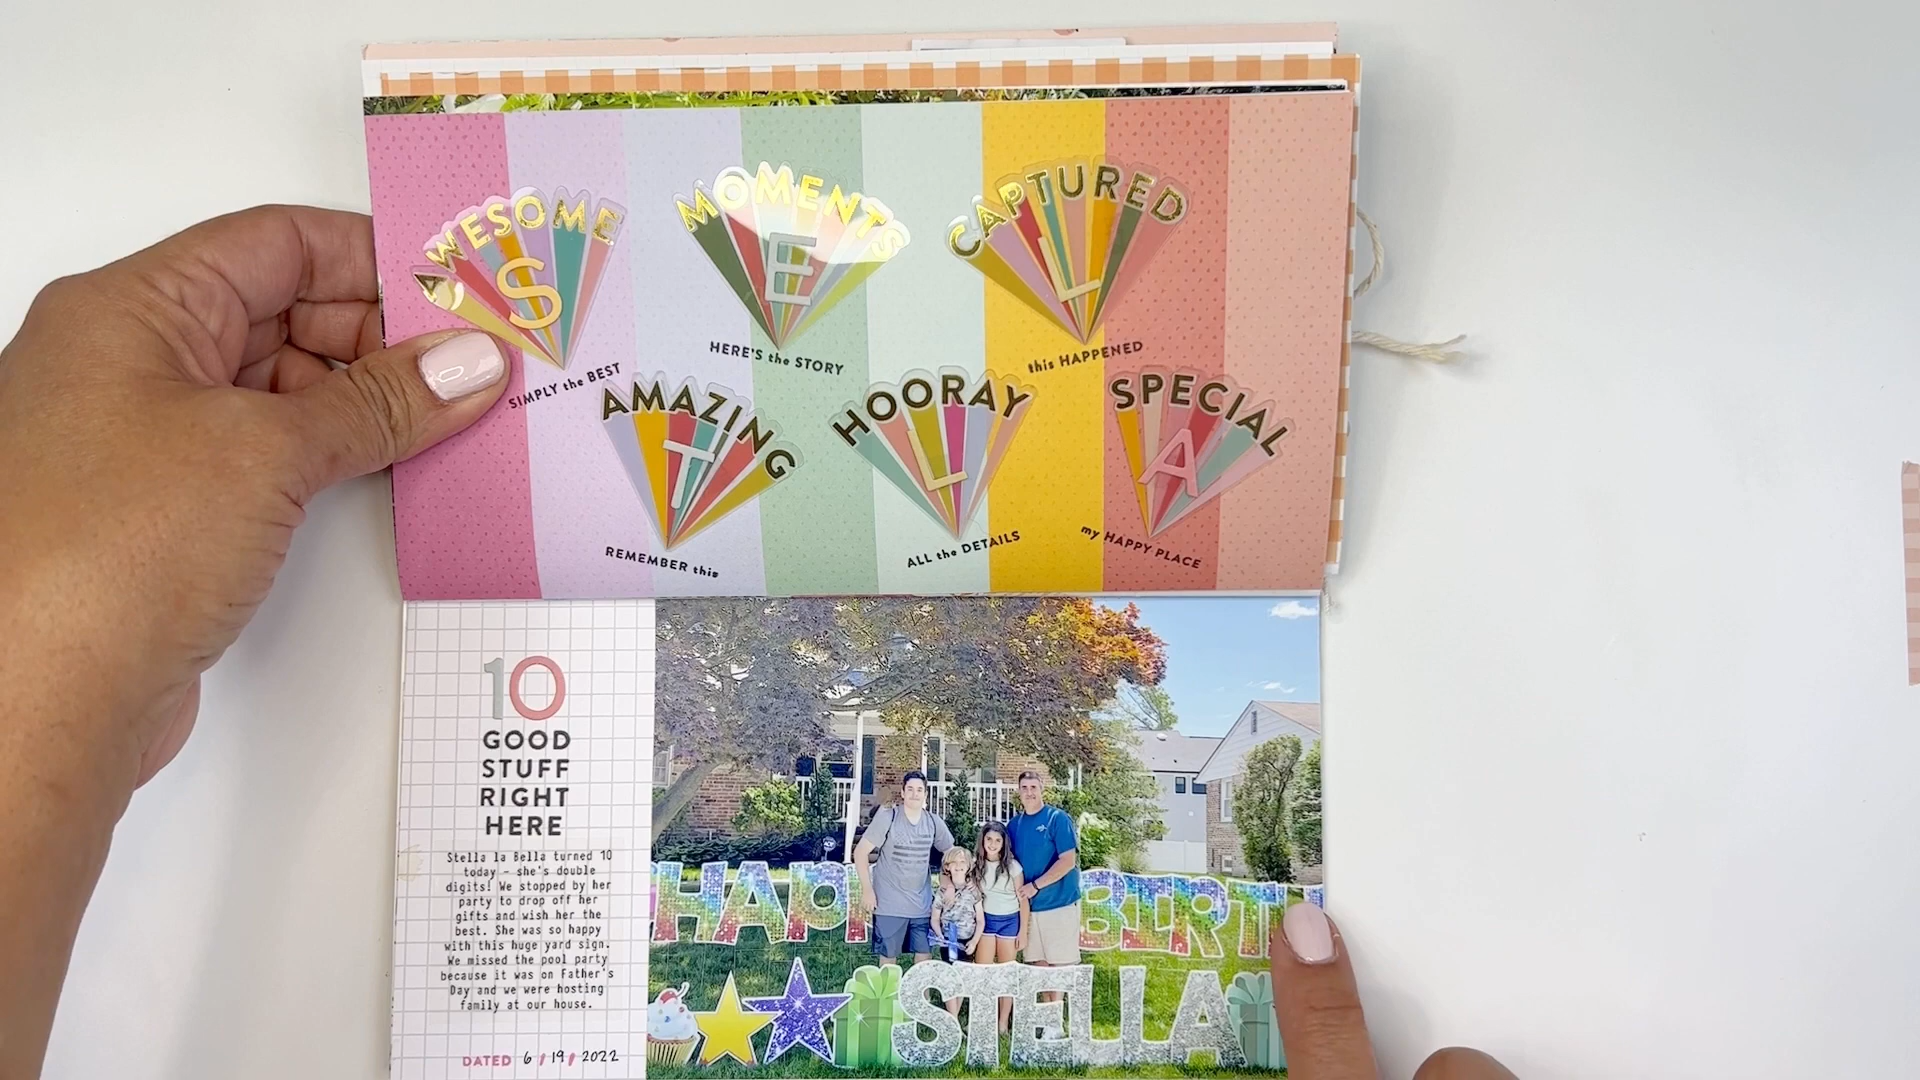 AWESOME
S
SIMPLY the BEST
MOMENTS
E
HERE'S the STORY
CAPTURED
L
this HAPPENED
AMAZING
T
REMEMBER this
HOORAY
L
ALL the DETAILS
SPECIAL
A
my HAPPY PLACE
10
GOOD
STUFF
RIGHT
HERE
Stella la Bella turned 10
today - she's double
digits! We stopped by her
party to drop off her
gifts and wish her the
best. She was so happy
with this huge yard sign.
We missed the pool party
because it was on Father's
Day and we were hosting
family at our house.
DATED 6/19/2022
HAPP BIRTH
STELLA